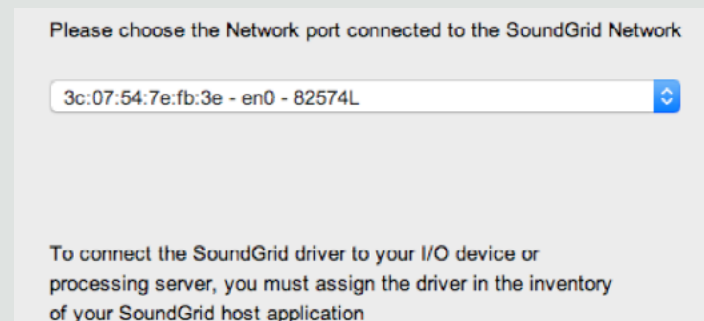 Please choose the Network port connected to the SoundGrid Network
3c:07:54:7e:fb:3e - en0 - 82574L
To connect the SoundGrid driver to your I/O device or
processing server, you must assign the driver in the inventory
of your SoundGrid host application